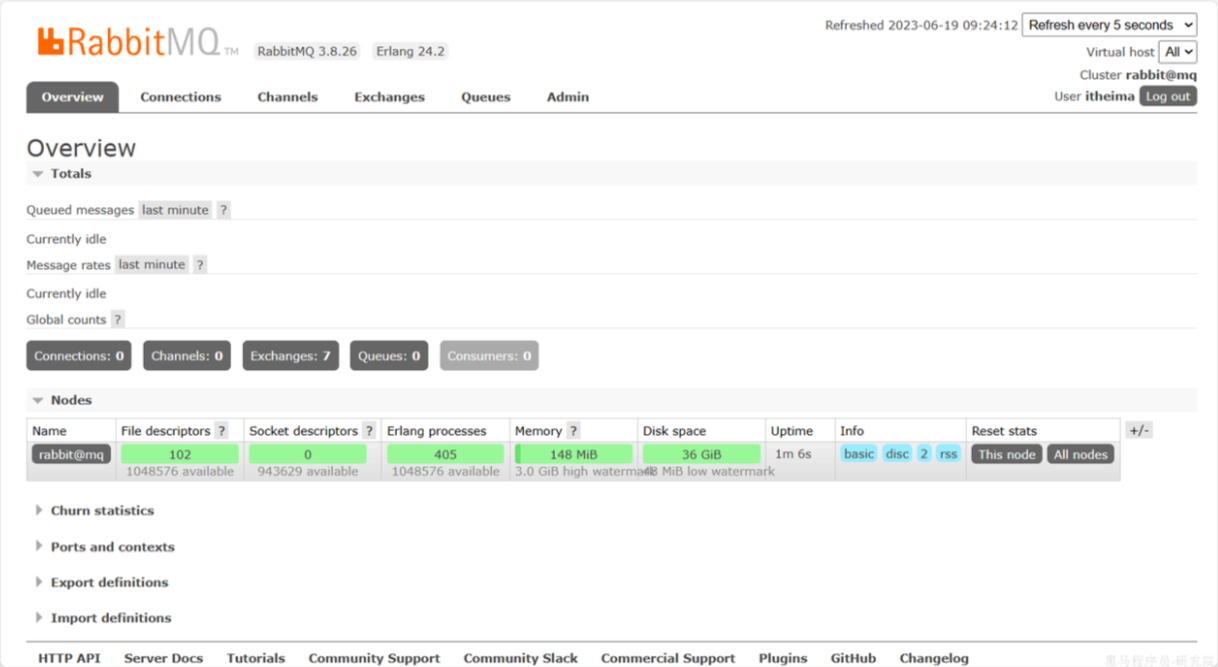 Refreshed 2023-06-19 09:24:12 Refresh every 5 seconds
RabbitMQ TM RabbitMQ 3.8.26 Erlang 24.2
Virtual host All
Cluster rabbit@mq
User itheima Log out
Overview Connections Channels Exchanges Queues Admin
Overview
Totals
Queued messages last minute ?
Currently idle
Message rates last minute ?
Currently idle
Global counts ?
Connections: 0 Channels: 0 Exchanges: 7 Queues: 0 Consumers: 0
Nodes
Name File descriptors ? Socket descriptors ? Erlang processes Memory ? Disk space Uptime Info Reset stats +/-
rabbit@mq 102 0 405 148 MiB 36 GiB 1m 6s basic disc 2 rss This node All nodes
1048576 available 943629 available 1048576 available 3.0 GiB high watermark 48 MiB low watermark
Churn statistics
Ports and contexts
Export definitions
Import definitions
HTTP API Server Docs Tutorials Community Support Community Slack Commercial Support Plugins GitHub Changelog
黑马程序员-研究院